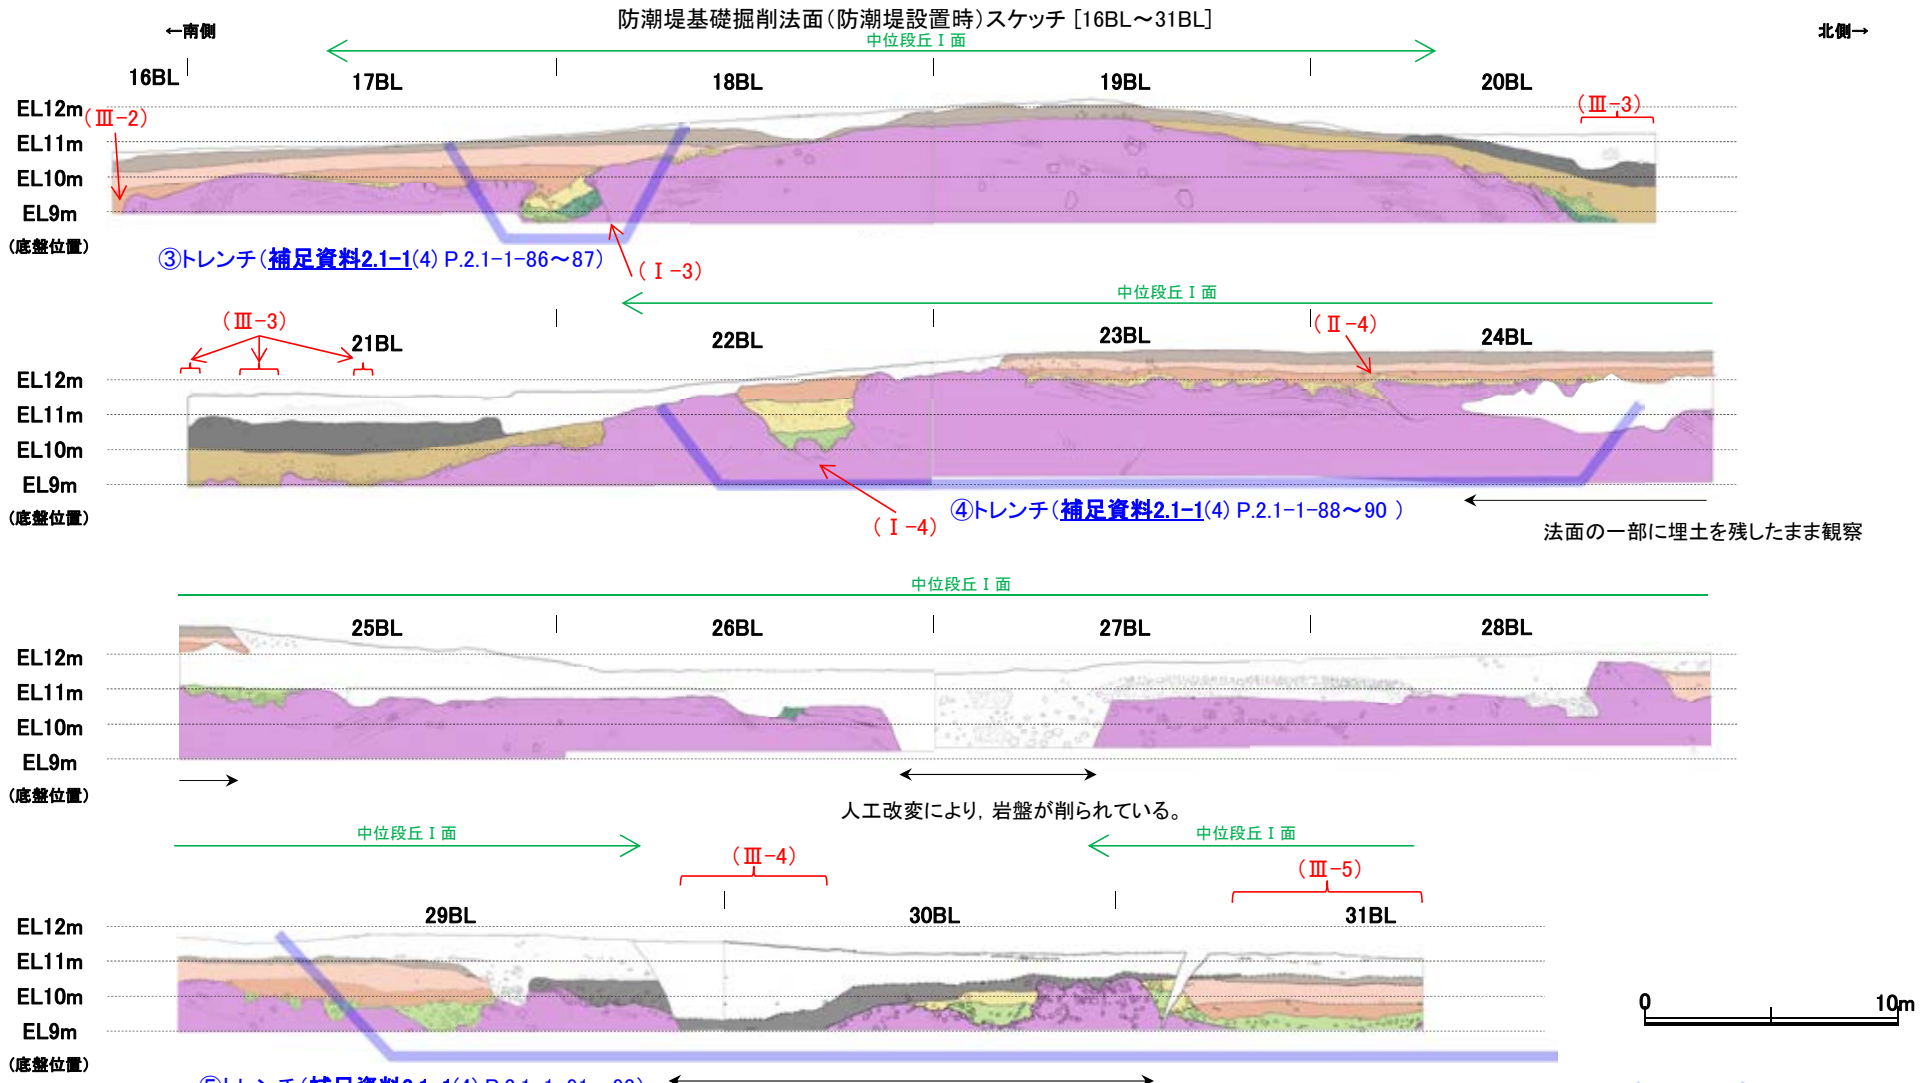 防潮堤基礎掘削法面(防潮堤設置時)スケッチ [16BL～31BL]
←南側
北側→
中位段丘Ⅰ面
16BL 17BL 18BL 19BL 20BL
EL12m
(Ⅲ-2)
(Ⅲ-3)
EL11m
EL10m
EL9m
(底盤位置)
③トレンチ(補足資料2.1-1(4) P.2.1-1-86～87)
(Ⅰ-3)
中位段丘Ⅰ面
(Ⅲ-3)
(Ⅱ-4)
21BL 22BL 23BL 24BL
EL12m
EL11m
EL10m
EL9m
(底盤位置)
(Ⅰ-4)
④トレンチ(補足資料2.1-1(4) P.2.1-1-88～90 )
法面の一部に埋土を残したまま観察
中位段丘Ⅰ面
25BL 26BL 27BL 28BL
EL12m
EL11m
EL10m
EL9m
(底盤位置)
人工改変により, 岩盤が削られている。
中位段丘Ⅰ面
中位段丘Ⅰ面
(Ⅲ-4)
(Ⅲ-5)
29BL 30BL 31BL
EL12m
EL11m
EL10m
EL9m
(底盤位置)
0 10m